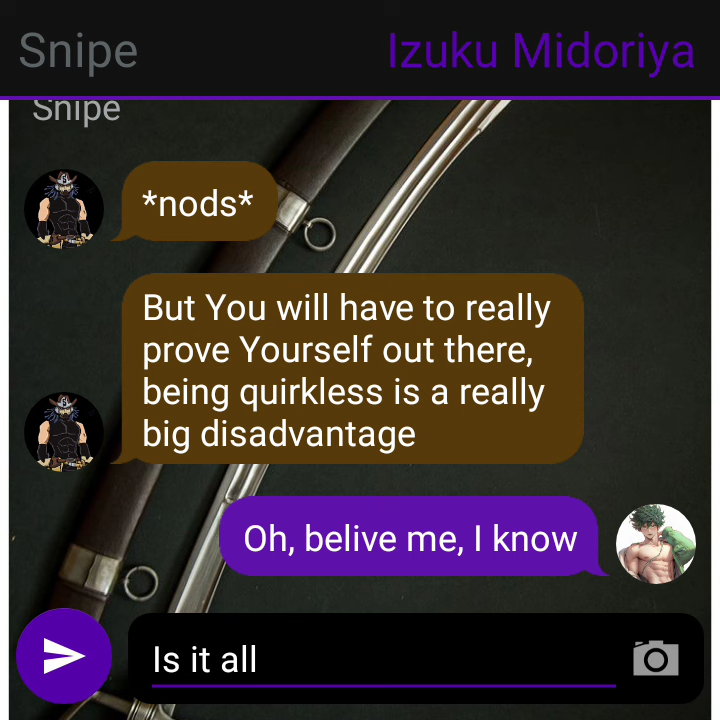 Snipe Izuku Midoriya
Snipe
*nods*
But You will have to really
prove Yourself out there,
being quirkless is a really
big disadvantage
Oh, belive me, I know
Is it all